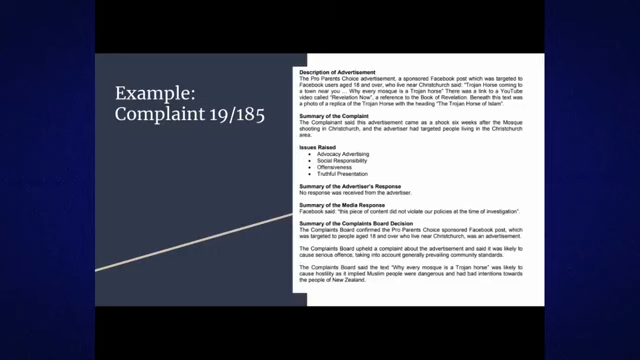 Example:
Complaint 19/185
Description of Advertisement
The Pro Parents Choice advertisement, a sponsored Facebook post which was targeted to
Facebook users aged 18 and over, who live near Christchurch said: "Trojan Horse coming
to a town near you ... Why every mosque is a Trojan horse" There was a link to a YouTube
video called "Revelation Now", a reference to the Book of Revelation. Beneath this text was
a photo of a replica of the Trojan Horse with the heading "The Trojan Horse of Islam".
Summary of the Complaint
The Complainant said this advertisement came as a shock six weeks after the Mosque
shooting in Christchurch, and the advertiser had targeted people living in the Christchurch
area.
Issues Raised
• Advocacy Advertising
• Social Responsibility
• Offensiveness
• Truthful Presentation
Summary of the Advertiser's Response
No response was received from the advertiser.
Summary of the Media Response
Facebook said: "this piece of content did not violate our policies at the time of investigation".
Summary of the Complaints Board Decision
The Complaints Board confirmed the Pro Parents Choice sponsored Facebook post, which
was targeted to people aged 18 and over who live near Christchurch, was an advertisement.
The Complaints Board upheld a complaint about the advertisement and said it was likely to
cause serious offence, taking into account generally prevailing community standards.
The Complaints Board said the text "Why every mosque is a Trojan horse" was likely to
cause hostility as it implied Muslim people were dangerous and had bad intentions towards
the people of New Zealand.